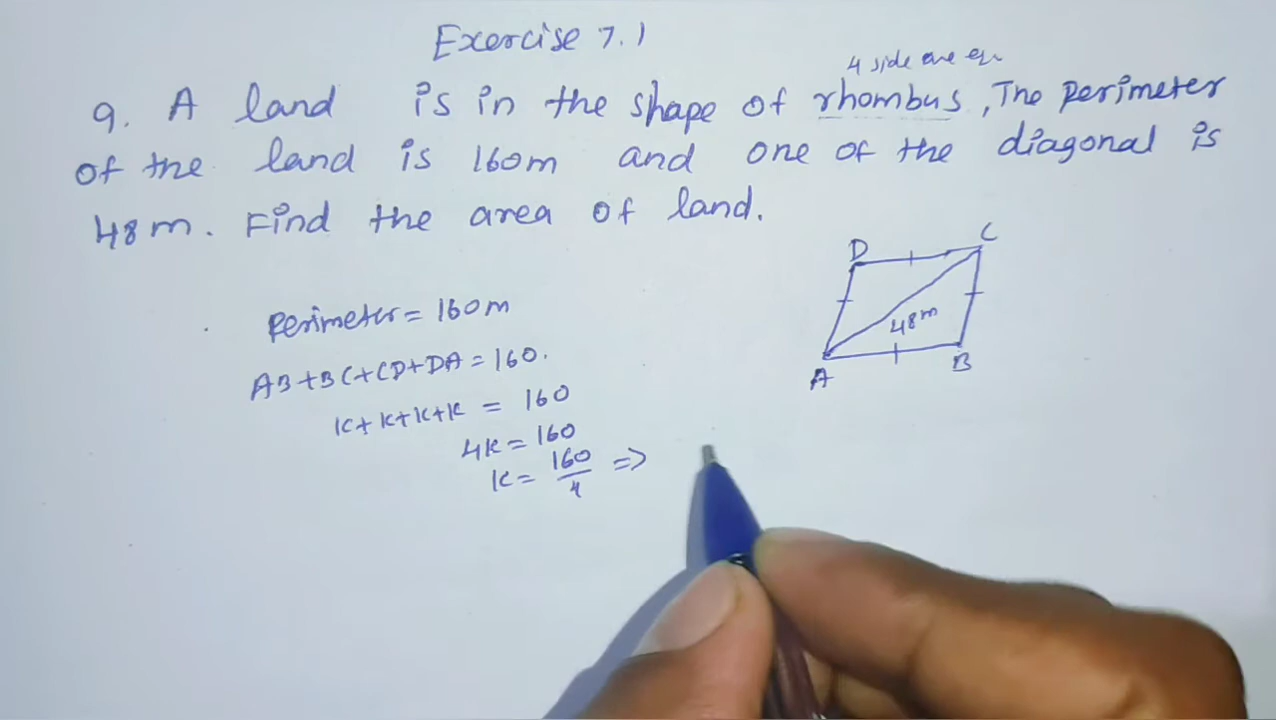 Exercise 7.1
4 side are eq
9. A land is in the shape of rhombus, The perimeter
of the land is 160m and one of the diagonal is
48m. Find the area of land.
D C
48m
A B
Perimeter = 160m
AB+BC+CD+DA = 160.
K+K+K+K = 160
4K = 160
K = 160/4 =>